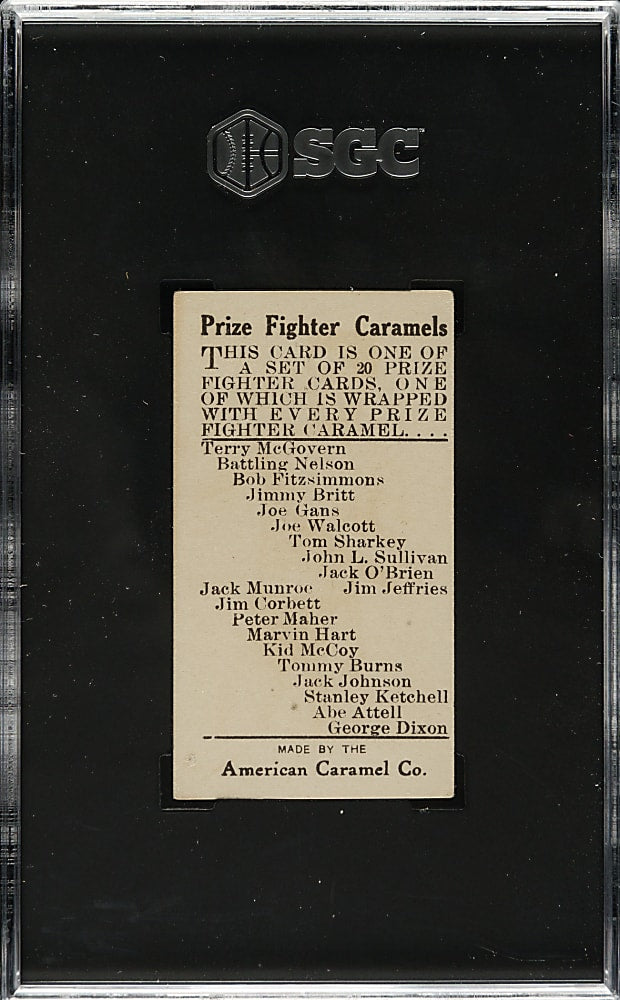 SGC
Prize Fighter Caramels
THIS CARD IS ONE OF
A SET OF 20 PRIZE
FIGHTER CARDS, ONE
OF WHICH IS WRAPPED
WITH EVERY PRIZE
FIGHTER CARAMEL. . . .
Terry McGovern
Battling Nelson
Bob Fitzsimmons
Jimmy Britt
Joe Gans
Joe Walcott
Tom Sharkey
John L. Sullivan
Jack O'Brien
Jack Munroe Jim Jeffries
Jim Corbett
Peter Maher
Marvin Hart
Kid McCoy
Tommy Burns
Jack Johnson
Stanley Ketchell
Abe Attell
George Dixon
MADE BY THE
American Caramel Co.